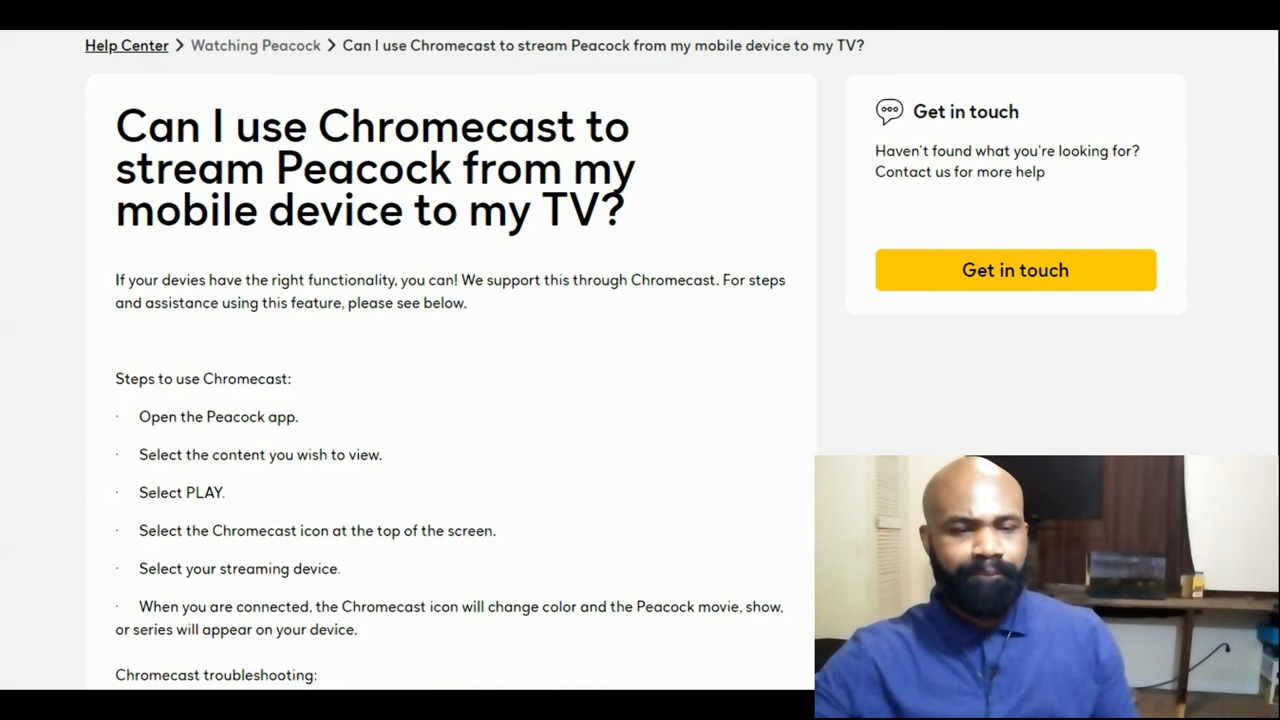 Help Center > Watching Peacock > Can I use Chromecast to stream Peacock from my mobile device to my TV?
Can I use Chromecast to
stream Peacock from my
mobile device to my TV?
If your devies have the right functionality, you can! We support this through Chromecast. For steps
and assistance using this feature, please see below.
Steps to use Chromecast:
· Open the Peacock app.
· Select the content you wish to view.
· Select PLAY.
· Select the Chromecast icon at the top of the screen.
· Select your streaming device.
· When you are connected, the Chromecast icon will change color and the Peacock movie, show,
or series will appear on your device.
Chromecast troubleshooting:
Get in touch
Haven't found what you're looking for?
Contact us for more help
Get in touch